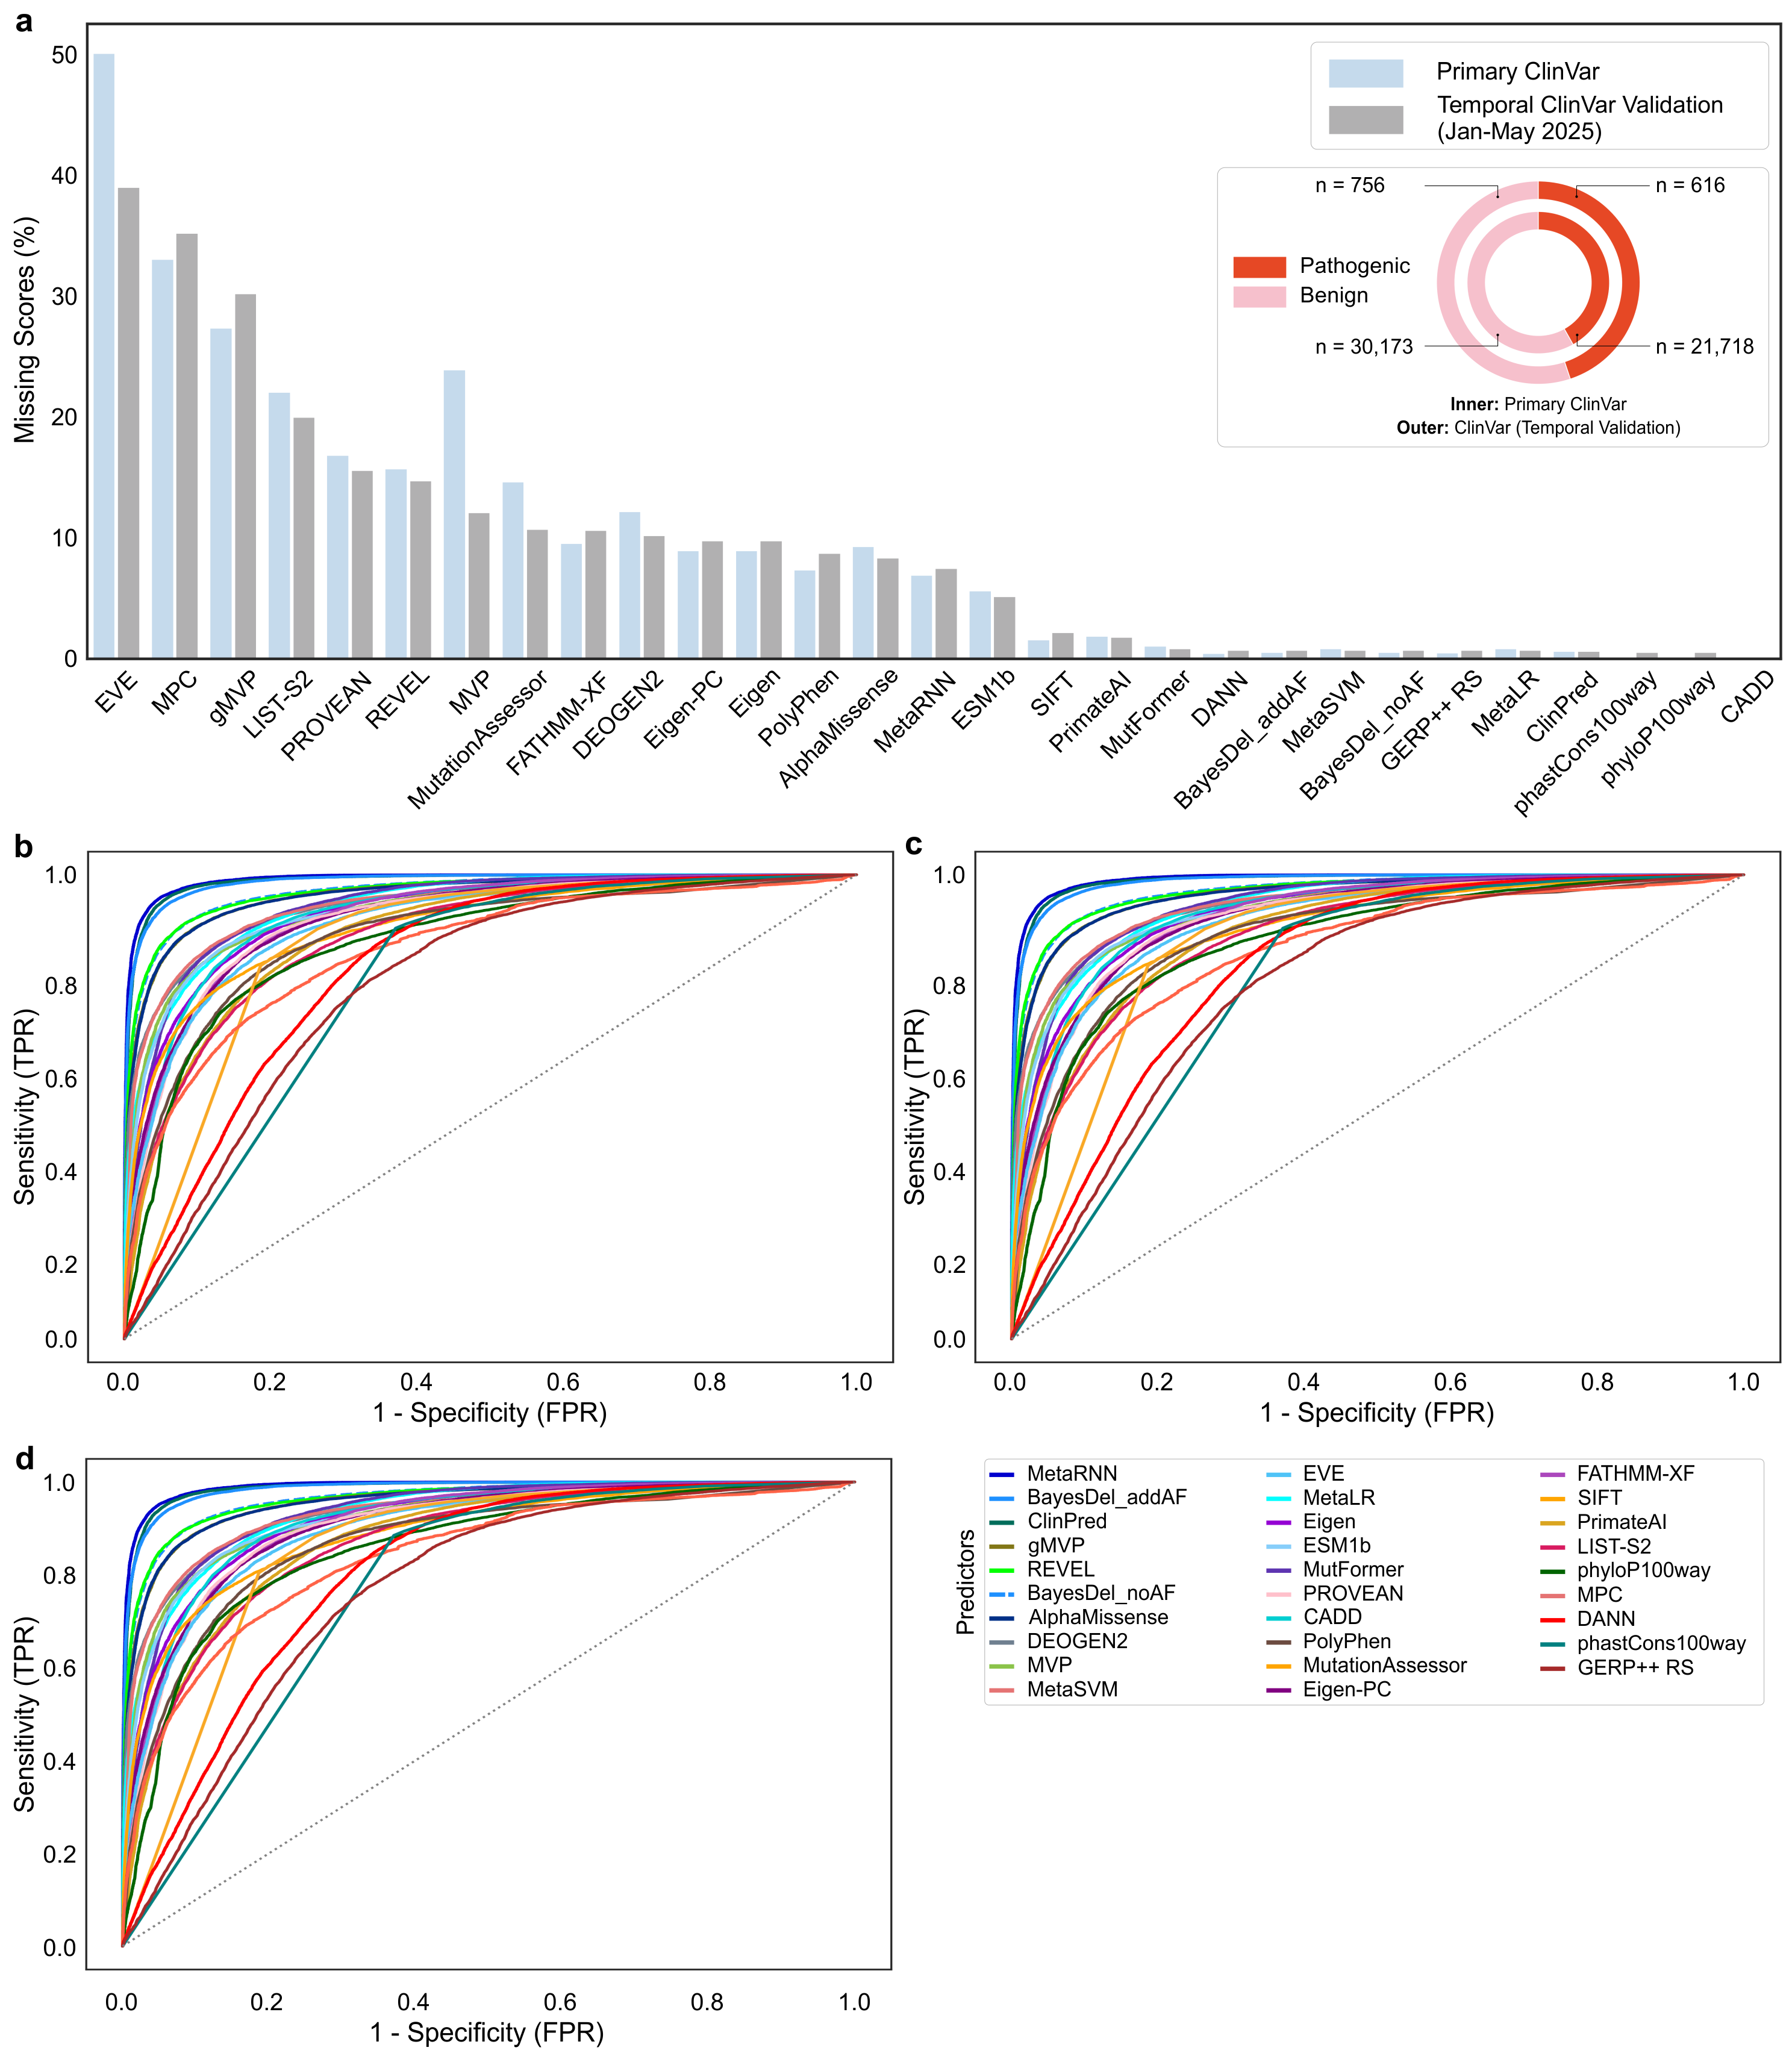 a
Missing Scores (%)
50
40
30
20
10
0
Primary ClinVar
Temporal ClinVar Validation
(Jan-May 2025)
n = 756
n = 616
Pathogenic
Benign
n = 30,173
n = 21,718
Inner: Primary ClinVar
Outer: ClinVar (Temporal Validation)
EVE
MPC
gMVP
LIST-S2
PROVEAN
REVEL
MVP
MutationAssessor
FATHMM-XF
DEOGEN2
Eigen-PC
Eigen
PolyPhen
AlphaMissense
MetaRNN
ESM1b
SIFT
PrimateAI
MutFormer
DANN
BayesDel_addAF
MetaSVM
BayesDel_noAF
GERP++ RS
MetaLR
ClinPred
phastCons100way
phyloP100way
CADD
b
Sensitivity (TPR)
1.0
0.8
0.6
0.4
0.2
0.0
0.0 0.2 0.4 0.6 0.8 1.0
1 - Specificity (FPR)
c
Sensitivity (TPR)
1.0
0.8
0.6
0.4
0.2
0.0
0.0 0.2 0.4 0.6 0.8 1.0
1 - Specificity (FPR)
d
Sensitivity (TPR)
1.0
0.8
0.6
0.4
0.2
0.0
0.0 0.2 0.4 0.6 0.8 1.0
1 - Specificity (FPR)
Predictors
MetaRNN
BayesDel_addAF
ClinPred
gMVP
REVEL
BayesDel_noAF
AlphaMissense
DEOGEN2
MVP
MetaSVM
EVE
MetaLR
Eigen
ESM1b
MutFormer
PROVEAN
CADD
PolyPhen
MutationAssessor
Eigen-PC
FATHMM-XF
SIFT
PrimateAI
LIST-S2
phyloP100way
MPC
DANN
phastCons100way
GERP++ RS